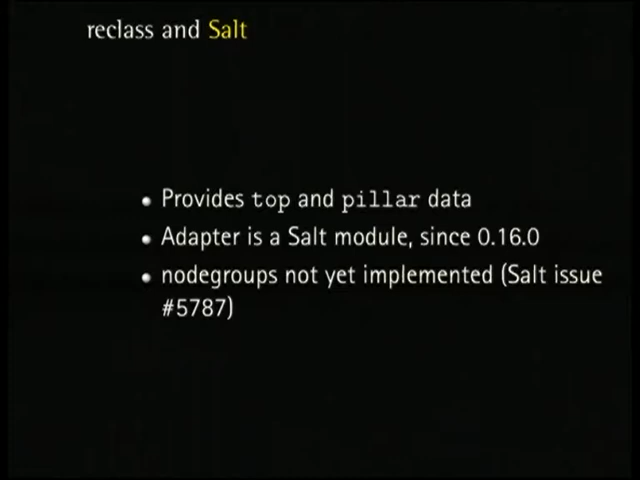 reclass and Salt
• Provides top and pillar data
• Adapter is a Salt module, since 0.16.0
• nodegroups not yet implemented (Salt issue
#5787)